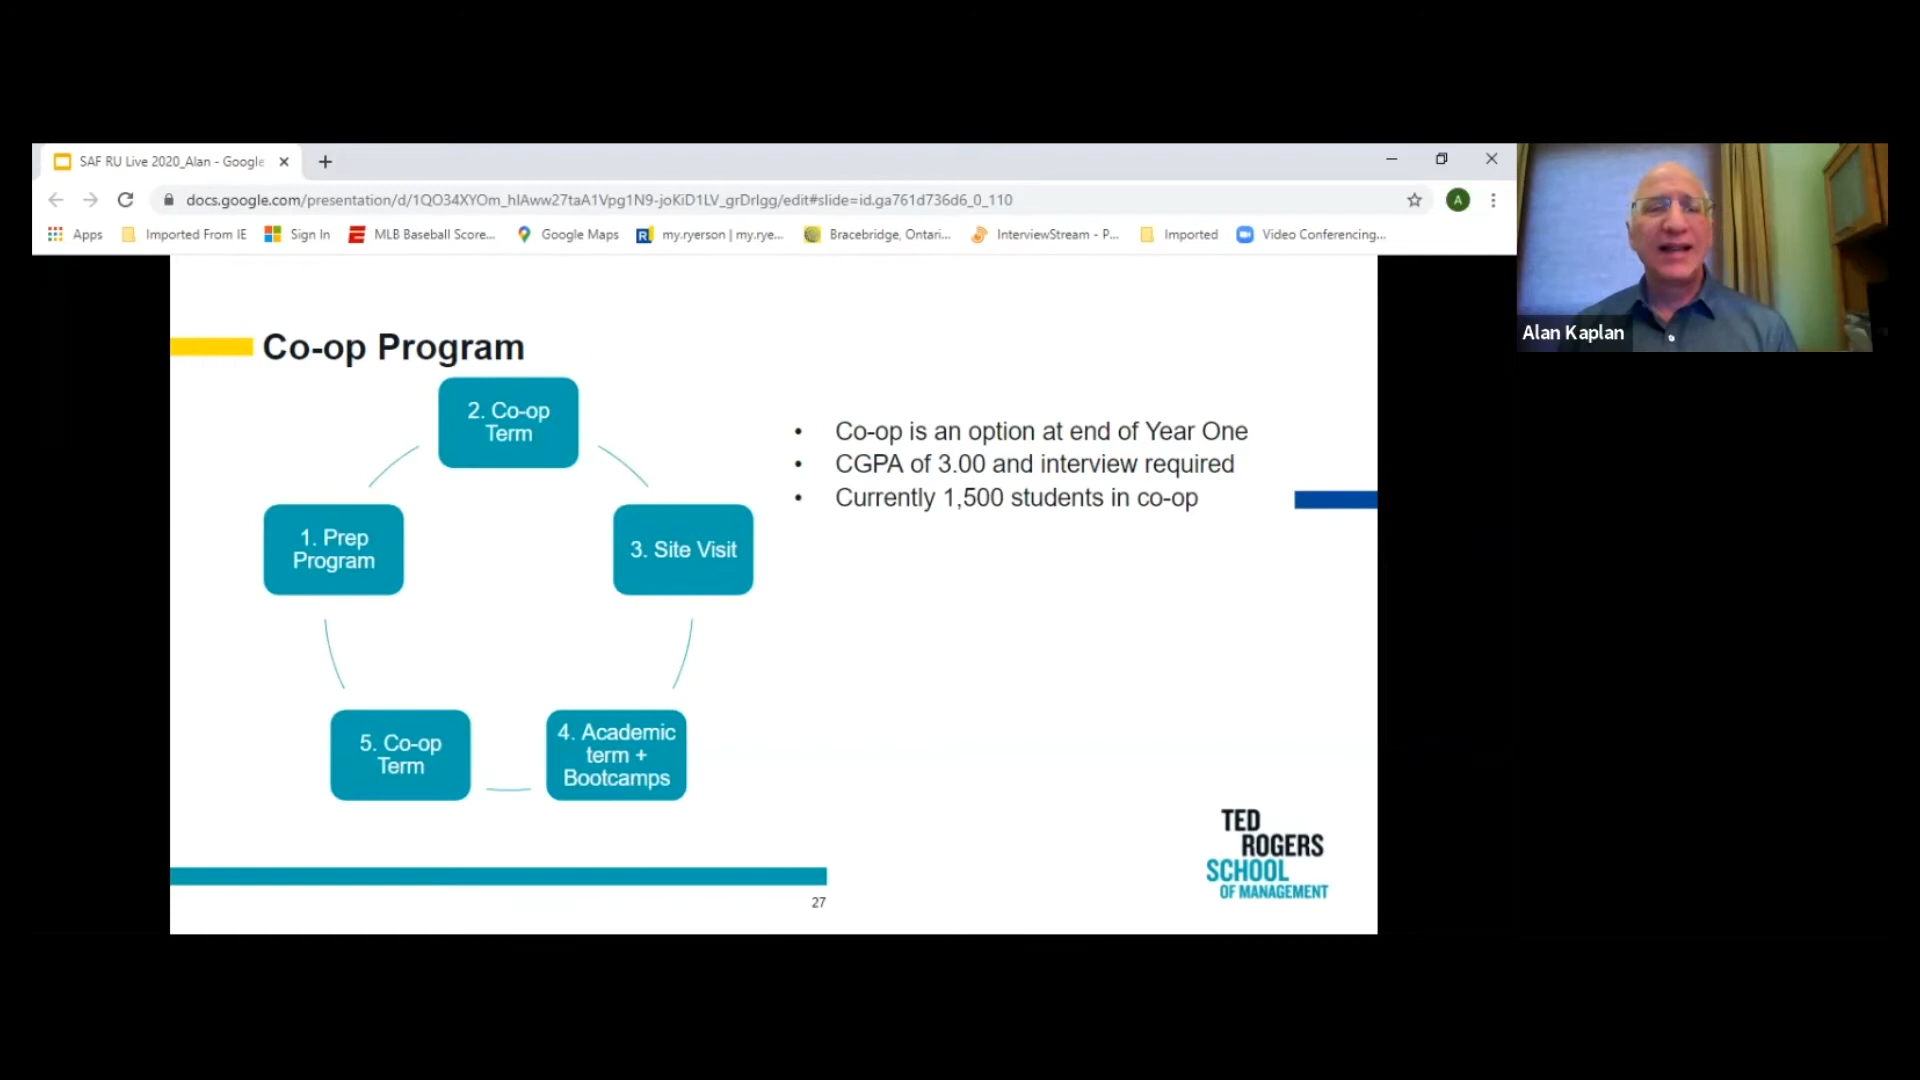 SAF RU Live 2020_Alan - Google
docs.google.com/presentation/d/1QO34XYOm_hIAww27taA1Vpg1N9-joKiD1LV_grDrIgg/edit#slide=id.ga761d736d6_0_110
A
Apps
Imported From IE
Sign In
MLB Baseball Score...
Google Maps
my.ryerson | my.rye...
Bracebridge, Ontari...
InterviewStream - P...
Imported
Video Conferencing...
Alan Kaplan
Co-op Program
2. Co-op
Term
1. Prep
Program
3. Site Visit
5. Co-op
Term
4. Academic
term +
Bootcamps
• Co-op is an option at end of Year One
• CGPA of 3.00 and interview required
• Currently 1,500 students in co-op
TED
ROGERS
SCHOOL
OF MANAGEMENT
27